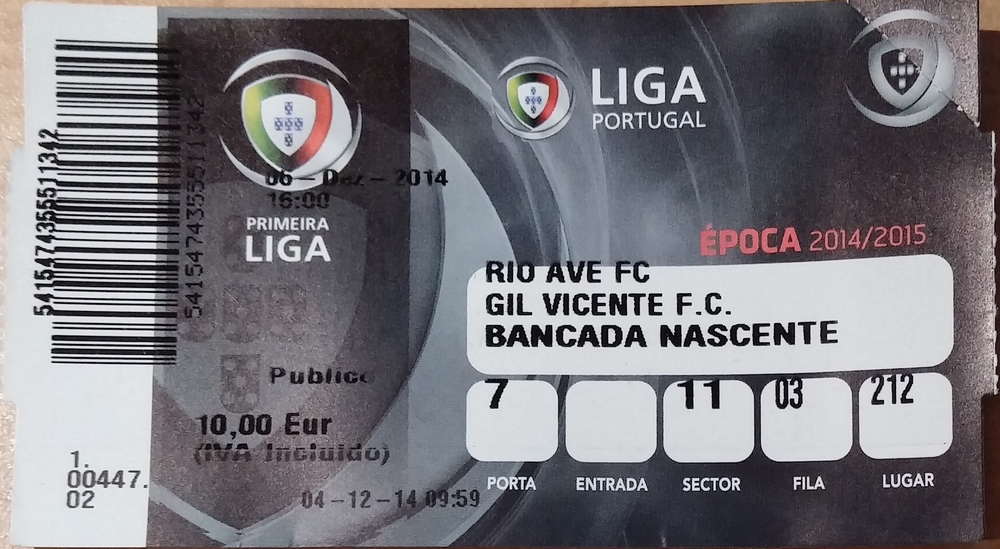 5415474355511342
5415474355511342
06-Dez-2014
16:00
PRIMEIRA
LIGA
Publico
10,00 Eur
(IVA Incluido)
1.
00447.
02
04-12-14 09:59
LIGA
PORTUGAL
ÉPOCA 2014/2015
RIO AVE FC
GIL VICENTE F.C.
BANCADA NASCENTE
7 11 03 212
PORTA ENTRADA SECTOR FILA LUGAR